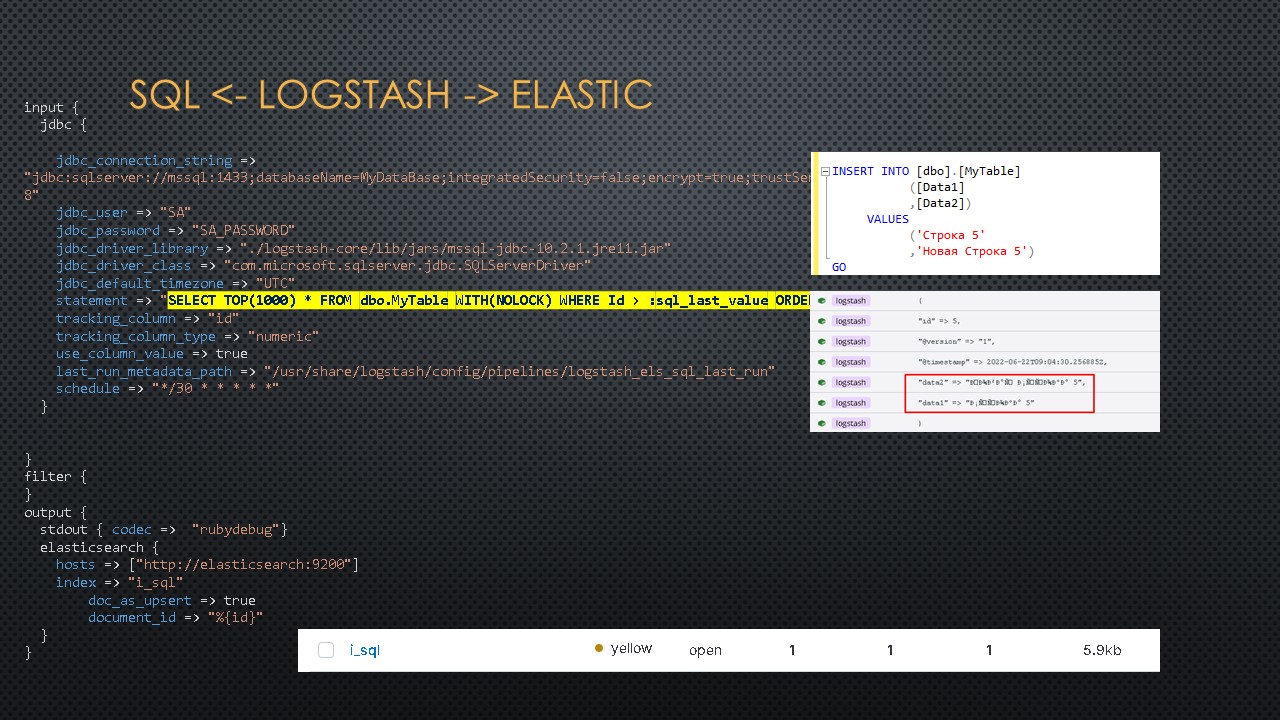 SQL <- LOGSTASH -> ELASTIC
input {
jdbc {
jdbc_connection_string =>
"jdbc:sqlserver://mssql:1433;databaseName=MyDataBase;integratedSecurity=false;encrypt=true;trustSer
8"
jdbc_user => "SA"
jdbc_password => "SA_PASSWORD"
jdbc_driver_library => "./logstash-core/lib/jars/mssql-jdbc-10.2.1.jre11.jar"
jdbc_driver_class => "com.microsoft.sqlserver.jdbc.SQLServerDriver"
jdbc_default_timezone => "UTC"
statement => "SELECT TOP(1000) * FROM dbo.MyTable WITH(NOLOCK) WHERE Id > :sql_last_value ORDE
tracking_column => "id"
tracking_column_type => "numeric"
use_column_value => true
last_run_metadata_path => "/usr/share/logstash/config/pipelines/logstash_els_sql_last_run"
schedule => "*/30 * * * * *"
}
}
filter {
}
output {
stdout { codec => "rubydebug"}
elasticsearch {
hosts => ["http://elasticsearch:9200"]
index => "i_sql"
doc_as_upsert => true
document_id => "%{id}"
}
}
INSERT INTO [dbo].[MyTable]
([Data1]
,[Data2])
VALUES
('Строка 5'
,'Новая Строка 5')
GO
logstash {
logstash "id" => 5,
logstash "@version" => "1",
logstash "@timestamp" => 2022-06-22T09:04:30.256885Z,
logstash "data2" => 5",
logstash "data1" => 5"
logstash }
i_sql yellow open 1 1 1 5.9kb